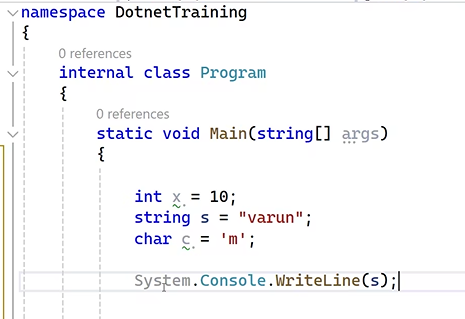 namespace DotnetTraining
{
0 references
internal class Program
{
0 references
static void Main(string[] args)
{
int x = 10;
string s = "varun";
char c = 'm';
System.Console.WriteLine(s);